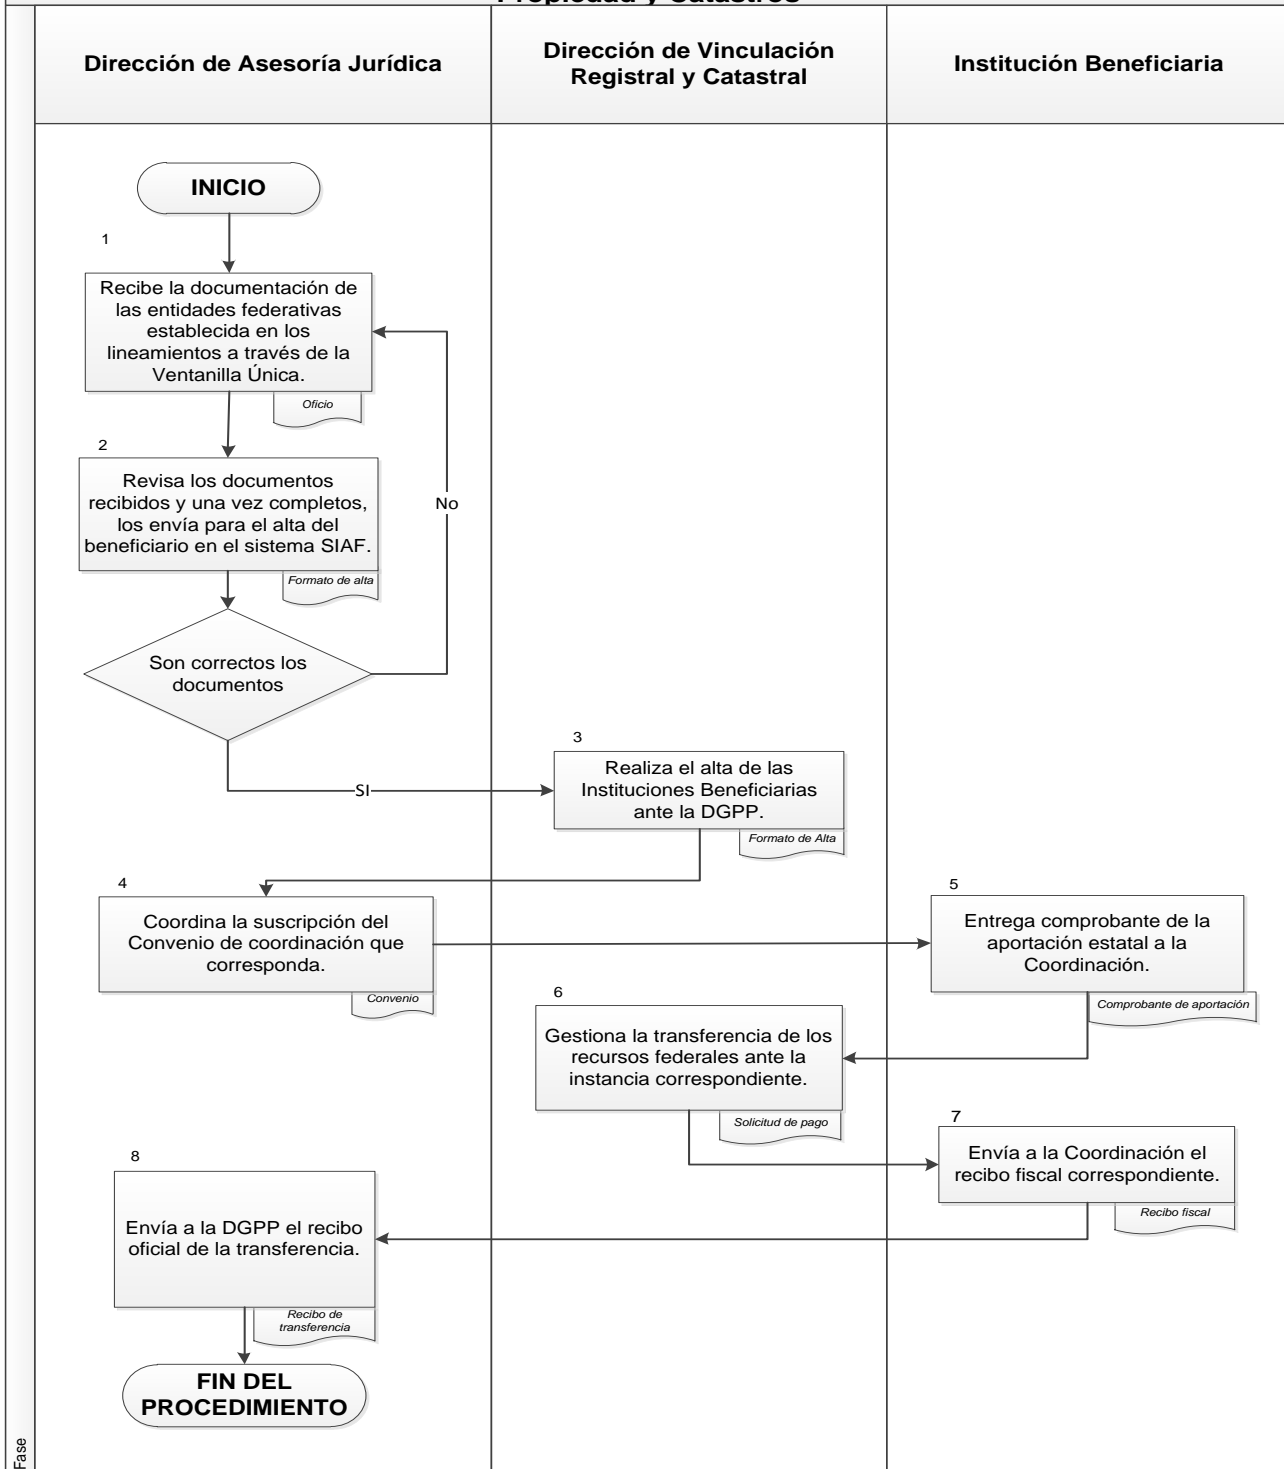 Propiedad y Catastros
Dirección de Asesoría Jurídica
Dirección de Vinculación
Registral y Catastral
Institución Beneficiaria
INICIO
1
Recibe la documentación de
las entidades federativas
establecida en los
lineamientos a través de la
Ventanilla Única.
Oficio
2
Revisa los documentos
recibidos y una vez completos,
los envía para el alta del
beneficiario en el sistema SIAF.
Formato de alta
No
Son correctos los
documentos
SI
3
Realiza el alta de las
Instituciones Beneficiarias
ante la DGPP.
Formato de Alta
4
Coordina la suscripción del
Convenio de coordinación que
corresponda.
Convenio
5
Entrega comprobante de la
aportación estatal a la
Coordinación.
Comprobante de aportación
6
Gestiona la transferencia de los
recursos federales ante la
instancia correspondiente.
Solicitud de pago
7
Envía a la Coordinación el
recibo fiscal correspondiente.
Recibo fiscal
8
Envía a la DGPP el recibo
oficial de la transferencia.
Recibo de
transferencia
FIN DEL
PROCEDIMIENTO
Fase